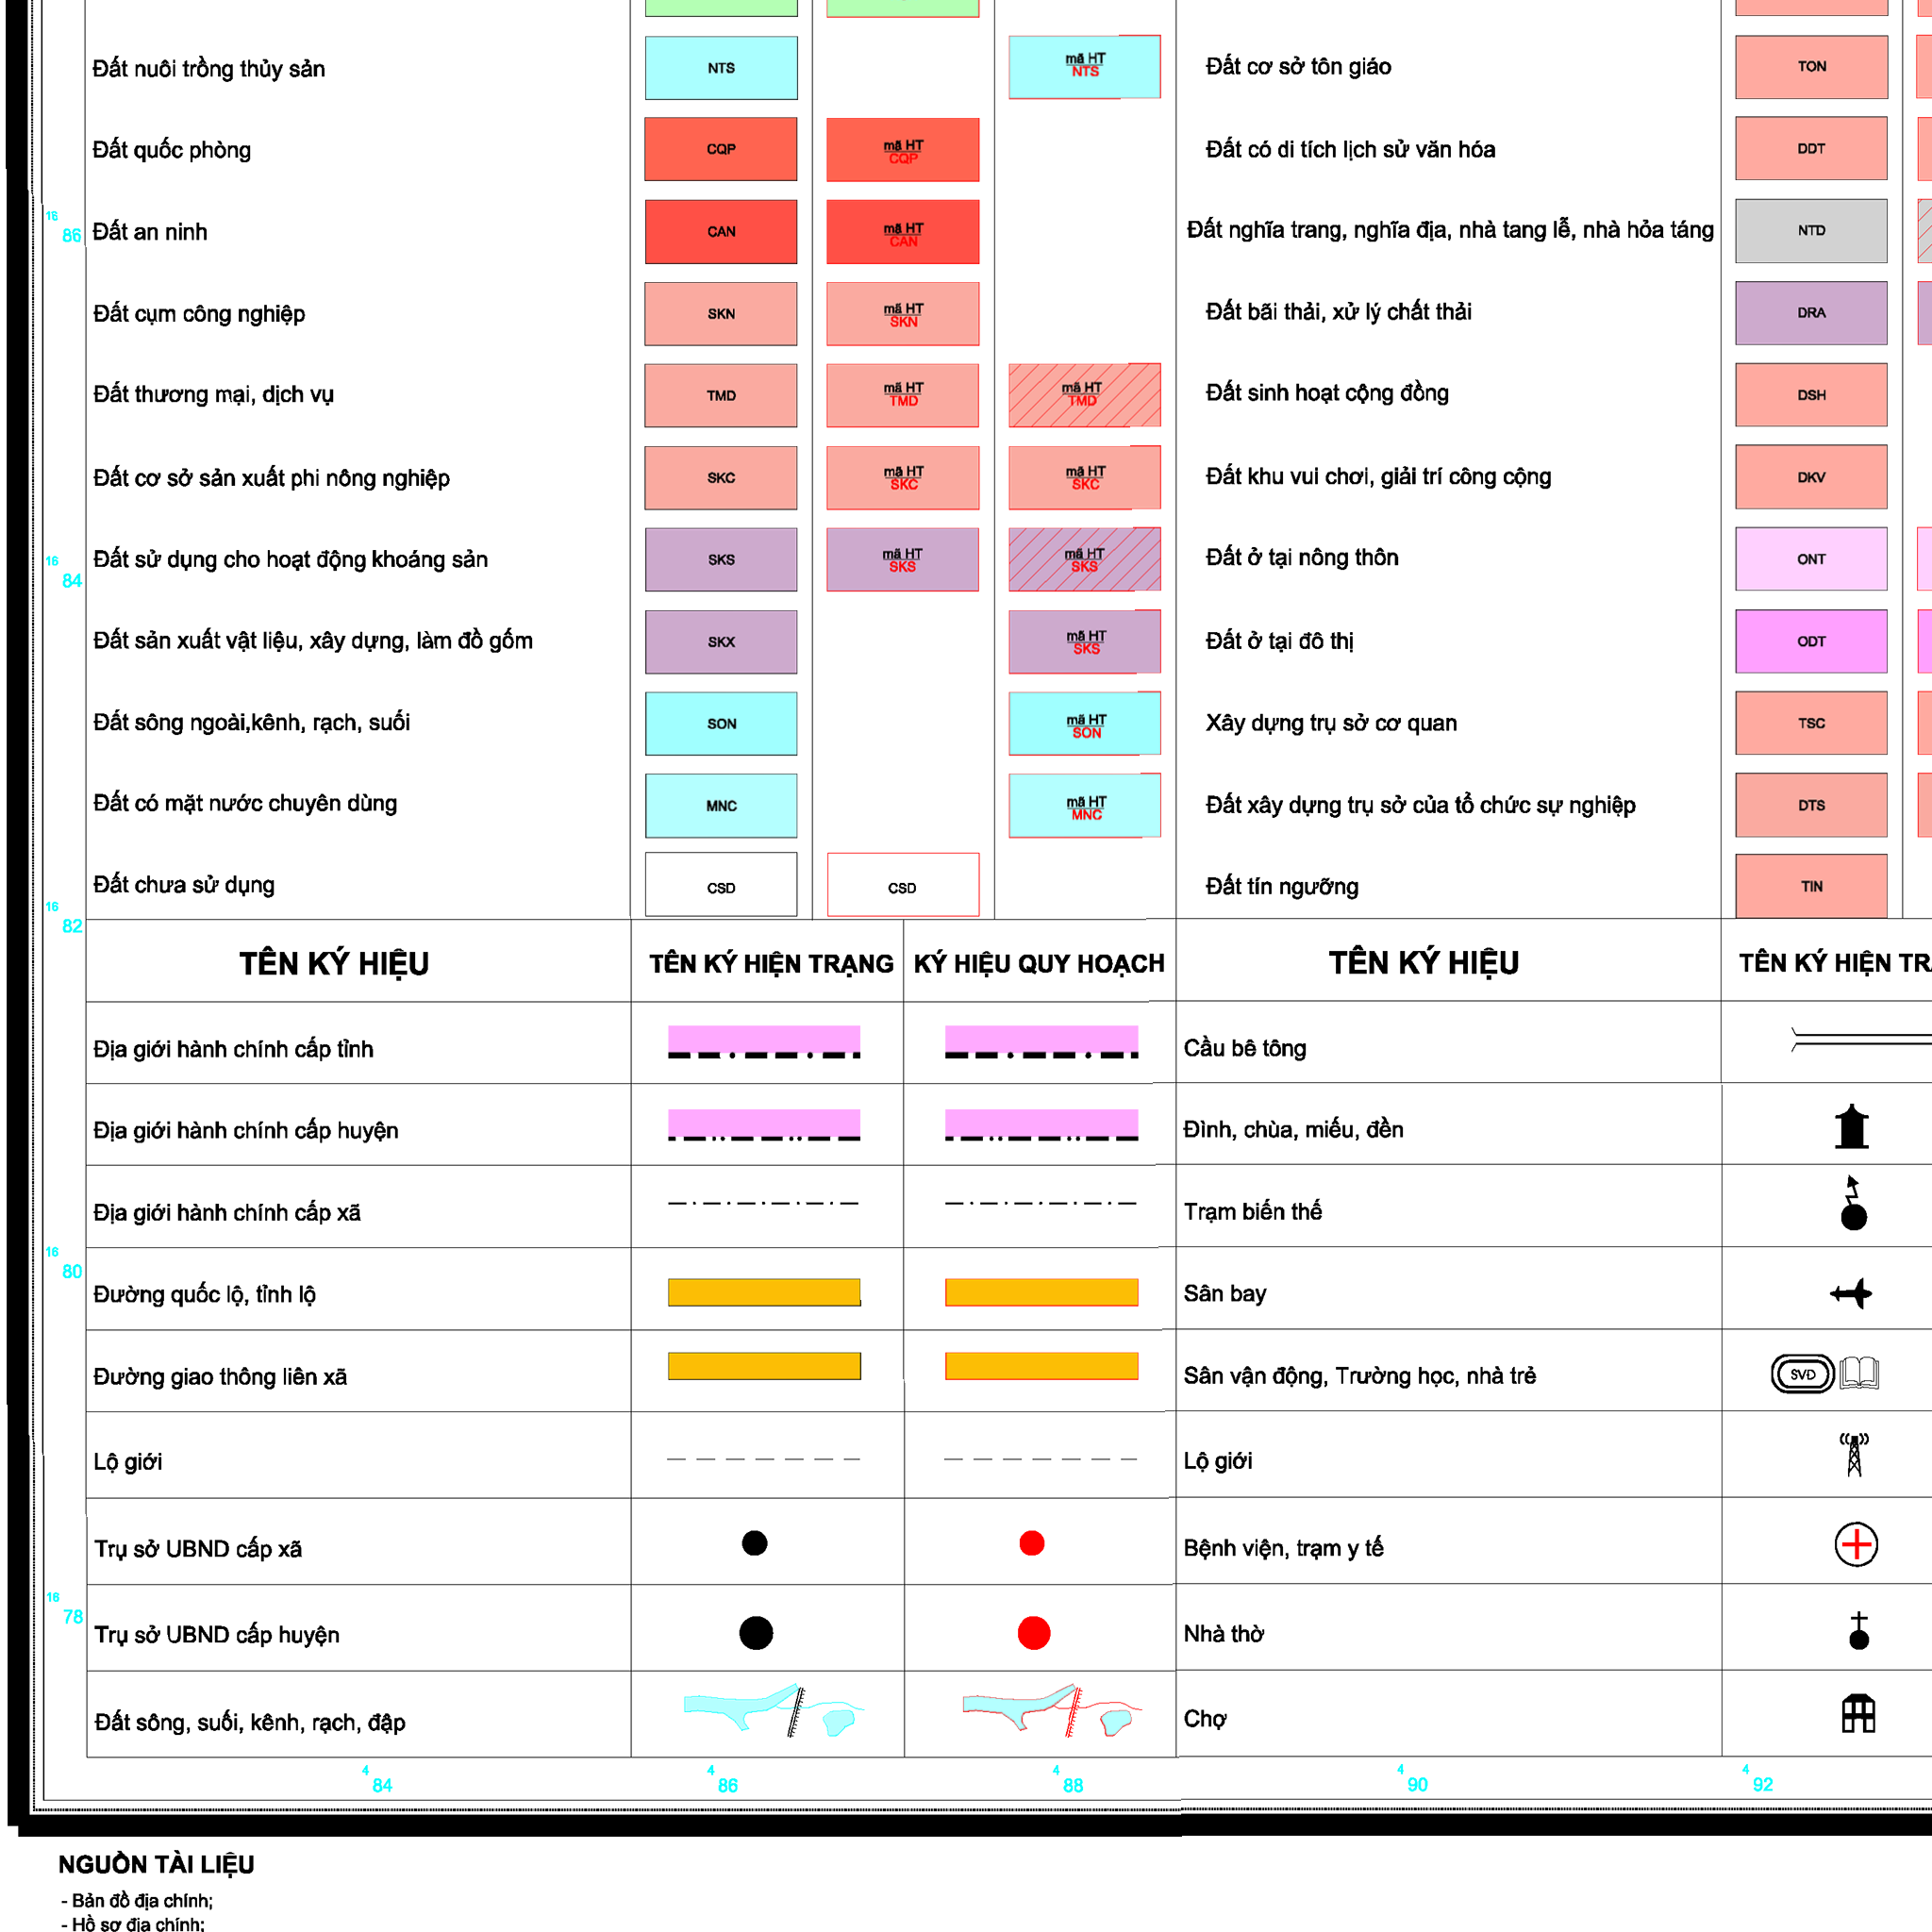 Đất nuôi trồng thủy sản NTS mã HT Đất cơ sở tôn giáo TON
NTS
Đất quốc phòng CQP mã HT Đất có di tích lịch sử văn hóa DDT
CQP
16
86 Đất an ninh CAN mã HT Đất nghĩa trang, nghĩa địa, nhà tang lễ, nhà hỏa táng NTD
CAN
Đất cụm công nghiệp SKN mã HT Đất bãi thải, xử lý chất thải DRA
SKN
Đất thương mại, dịch vụ TMD mã HT mã HT Đất sinh hoạt cộng đồng DSH
TMD TMD
Đất cơ sở sản xuất phi nông nghiệp SKC mã HT mã HT Đất khu vui chơi, giải trí công cộng DKV
SKC SKC
16
84 Đất sử dụng cho hoạt động khoáng sản SKS mã HT mã HT Đất ở tại nông thôn ONT
SKS SKS
Đất sản xuất vật liệu, xây dựng, làm đồ gốm SKX mã HT Đất ở tại đô thị ODT
SKS
Đất sông ngoài,kênh, rạch, suối SON mã HT Xây dựng trụ sở cơ quan TSC
SON
Đất có mặt nước chuyên dùng MNC mã HT Đất xây dựng trụ sở của tổ chức sự nghiệp DTS
MNC
Đất chưa sử dụng CSD CSD Đất tín ngưỡng TIN
16
82
TÊN KÝ HIỆU TÊN KÝ HIỆN TRẠNG KÝ HIỆU QUY HOẠCH TÊN KÝ HIỆU TÊN KÝ HIỆN TR
Địa giới hành chính cấp tỉnh Cầu bê tông
Địa giới hành chính cấp huyện Đình, chùa, miếu, đền
Địa giới hành chính cấp xã Trạm biến thế
16
80 Đường quốc lộ, tỉnh lộ Sân bay
Đường giao thông liên xã Sân vận động, Trường học, nhà trẻ SVĐ
Lộ giới Lộ giới
Trụ sở UBND cấp xã Bệnh viện, trạm y tế
16
78 Trụ sở UBND cấp huyện Nhà thờ
Đất sông, suối, kênh, rạch, đập Chợ
4 84 4 86 4 88 4 90 4 92
NGUỒN TÀI LIỆU
- Bản đồ địa chính;
- Hồ sơ địa chính;